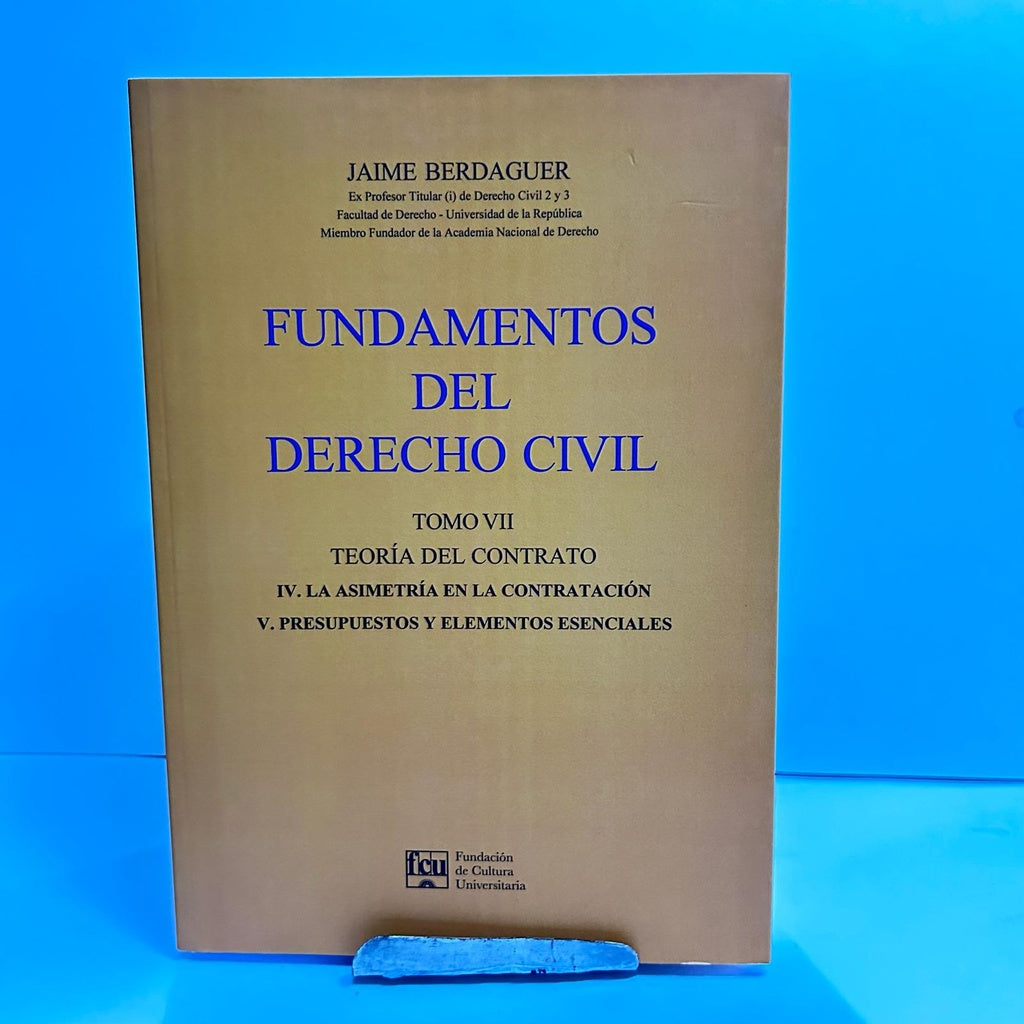 JAIME BERDAGUER
Ex Profesor Titular (i) de Derecho Civil 2 y 3
Facultad de Derecho - Universidad de la República
Miembro Fundador de la Academia Nacional de Derecho
FUNDAMENTOS
DEL
DERECHO CIVIL
TOMO VII
TEORÍA DEL CONTRATO
IV. LA ASIMETRÍA EN LA CONTRATACIÓN
V. PRESUPUESTOS Y ELEMENTOS ESENCIALES
fcu
Fundación
de Cultura
Universitaria